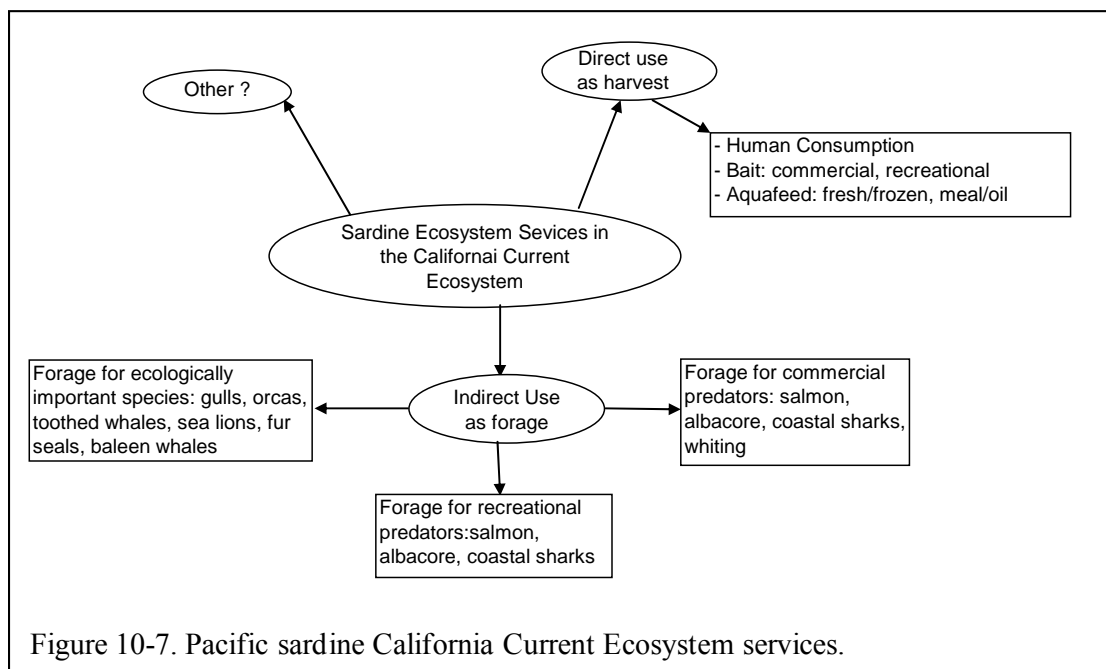 Other ?
Direct use
as harvest
- Human Consumption
- Bait: commercial, recreational
- Aquafeed: fresh/frozen, meal/oil
Sardine Ecosystem Sevices in
the Californai Current
Ecosystem
Forage for ecologically
important species: gulls, orcas,
toothed whales, sea lions, fur
seals, baleen whales
Indirect Use
as forage
Forage for commercial
predators: salmon,
albacore, coastal sharks,
whiting
Forage for recreational
predators:salmon,
albacore, coastal sharks
Figure 10-7. Pacific sardine California Current Ecosystem services.